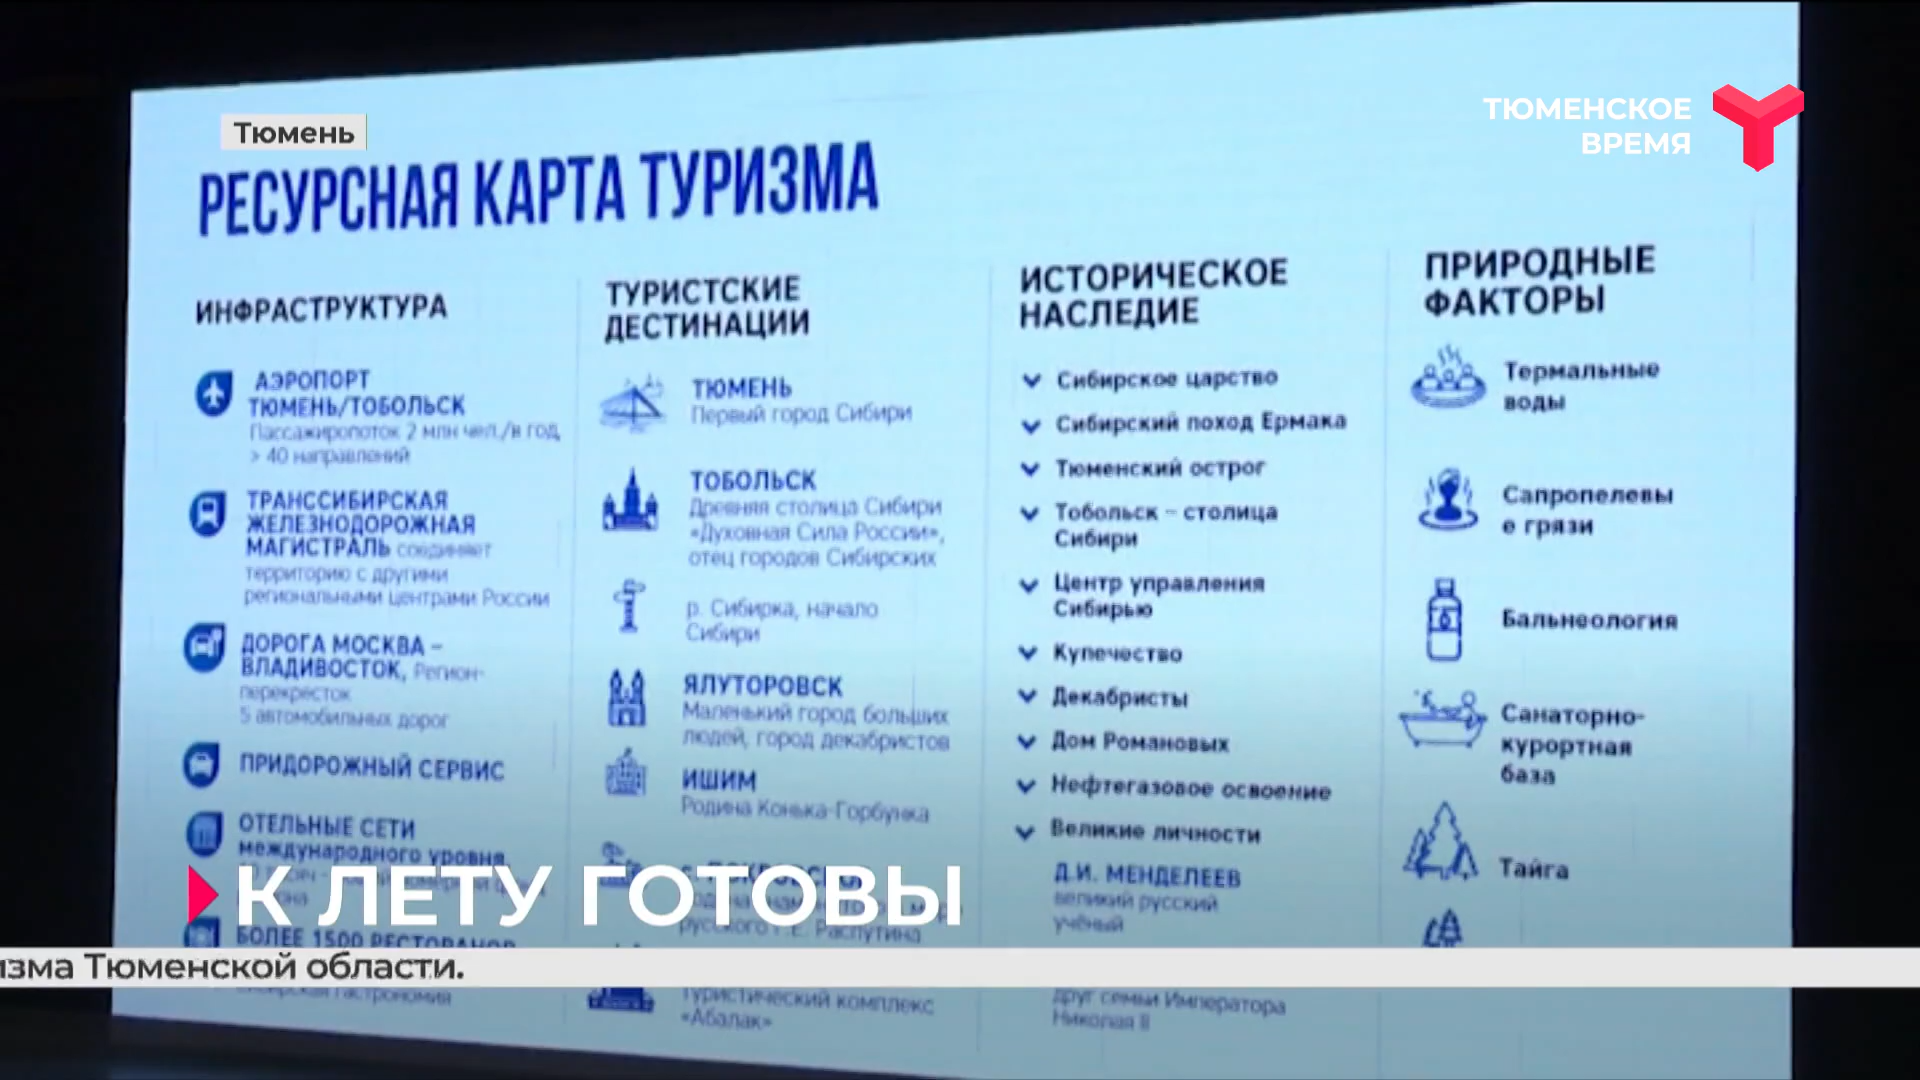 Тюмень
ТЮМЕНСКОЕ
ВРЕМЯ
РЕСУРСНАЯ КАРТА ТУРИЗМА
ИНФРАСТРУКТУРА
АЭРОПОРТ
ТЮМЕНЬ/ТОБОЛЬСК
Пассажиропоток 2 млн чел./в год,
> 40 направлений
ТРАНССИБИРСКАЯ
ЖЕЛЕЗНОДОРОЖНАЯ
МАГИСТРАЛЬ соединяет
территорию с другими
региональными центрами России
ДОРОГА МОСКВА –
ВЛАДИВОСТОК, Регион-
перекресток
5 автомобильных дорог
ПРИДОРОЖНЫЙ СЕРВИС
ОТЕЛЬНЫЕ СЕТИ
международного уровня,
БОЛЕЕ 1500 РЕСТОРАНОВ
Сибирская гастрономия
ТУРИСТСКИЕ
ДЕСТИНАЦИИ
ТЮМЕНЬ
Первый город Сибири
ТОБОЛЬСК
Древняя столица Сибири
«Духовная Сила России»,
отец городов Сибирских
р. Сибирка, начало
Сибири
ЯЛУТОРОВСК
Маленький город больших
людей, город декабристов
ИШИМ
Родина Конька-Горбунка
русского Г.Е. Распутина
Туристический комплекс
«Абалак»
ИСТОРИЧЕСКОЕ
НАСЛЕДИЕ
Сибирское царство
Сибирский поход Ермака
Тюменский острог
Тобольск – столица
Сибири
Центр управления
Сибирью
Купечество
Декабристы
Дом Романовых
Нефтегазовое освоение
Великие личности
Д.И. МЕНДЕЛЕЕВ
великий русский
учёный
друг семьи Императора
Николая II
ПРИРОДНЫЕ
ФАКТОРЫ
Термальные
воды
Сапропелевы
е грязи
Бальнеология
Санаторно-
курортная
база
Тайга
К ЛЕТУ ГОТОВЫ
изма Тюменской области.